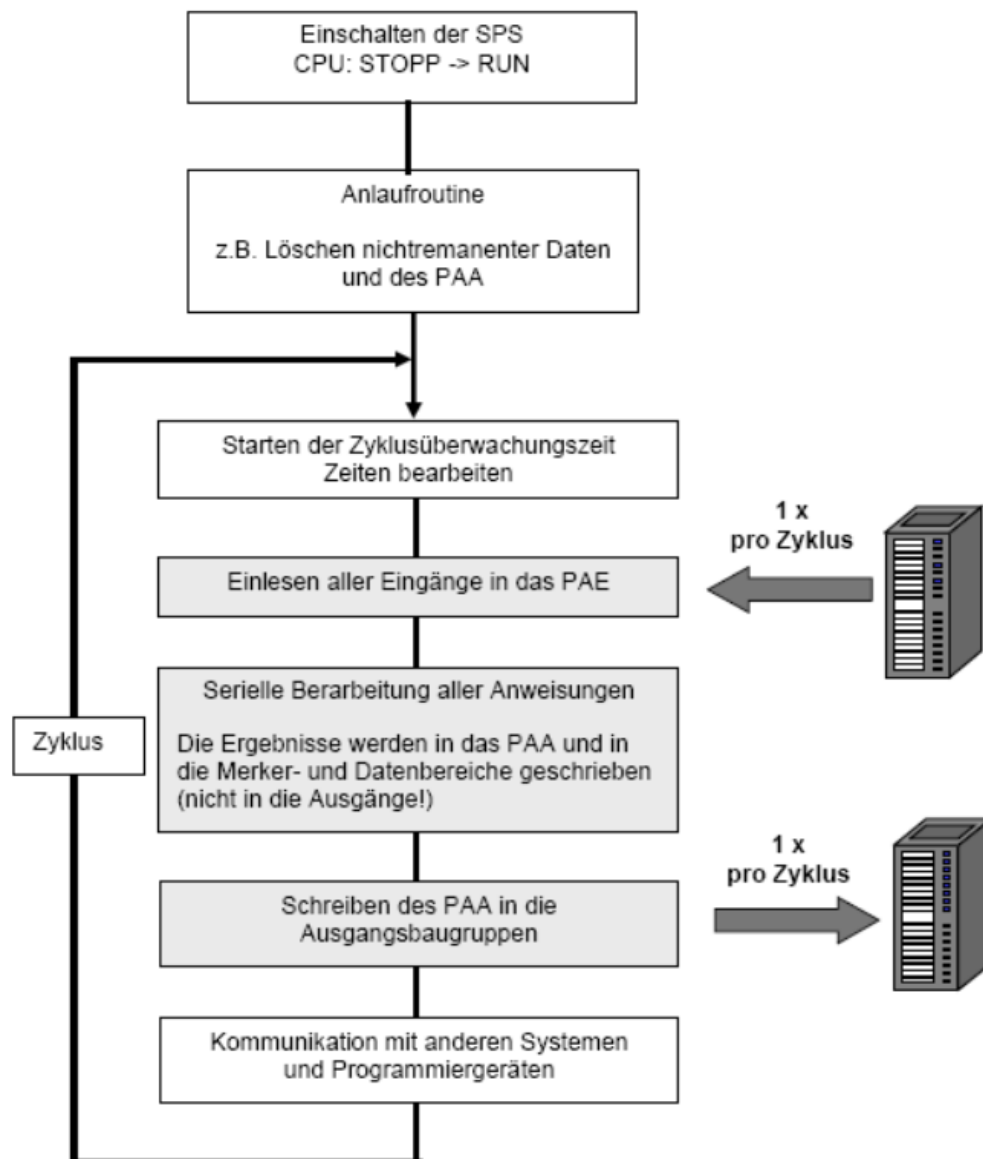 Einschalten der SPS
CPU: STOPP -> RUN
Anlaufroutine
z.B. Löschen nichtremanenter Daten
und des PAA
Starten der Zyklusüberwachungszeit
Zeiten bearbeiten
1 x
pro Zyklus
Einlesen aller Eingänge in das PAE
Serielle Berarbeitung aller Anweisungen
Zyklus
Die Ergebnisse werden in das PAA und in
die Merker- und Datenbereiche geschrieben
(nicht in die Ausgänge!)
1 x
pro Zyklus
Schreiben des PAA in die
Ausgangsbaugruppen
Kommunikation mit anderen Systemen
und Programmiergeräten